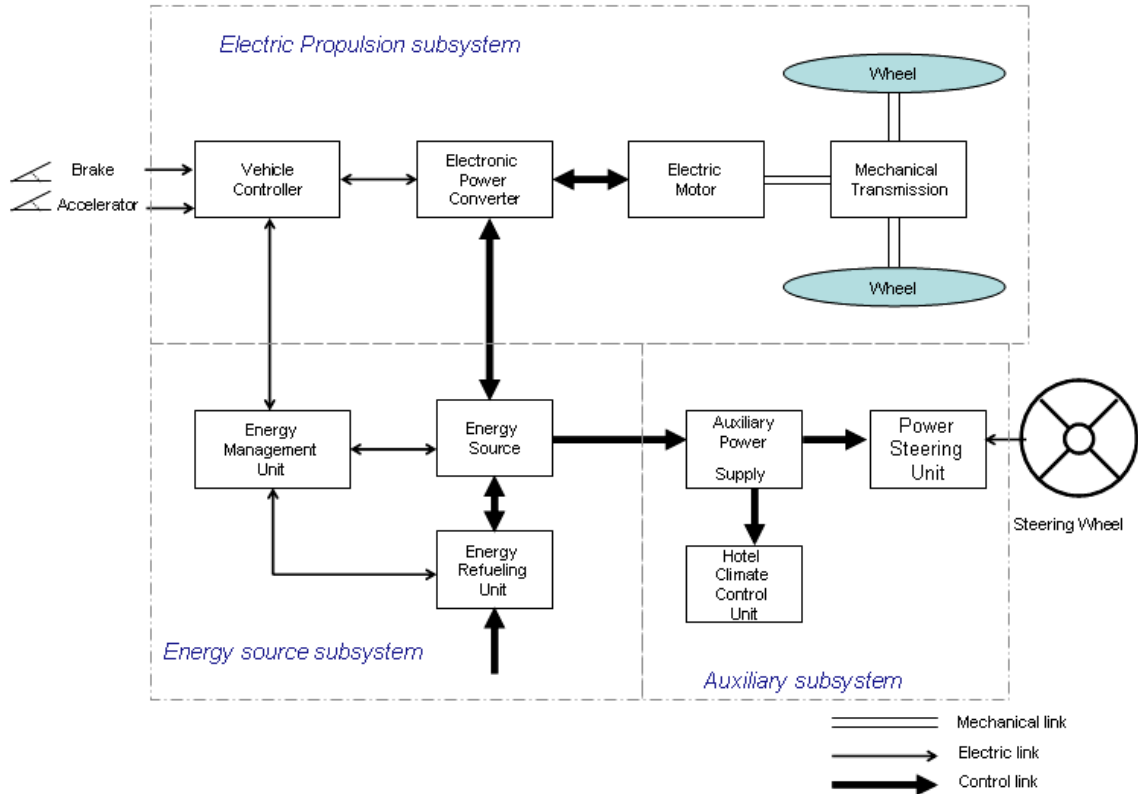 Electric Propulsion subsystem
Wheel
Brake
Accelerator
Vehicle
Controller
Electronic
Power
Converter
Electric
Motor
Mechanical
Transmission
Wheel
Energy
Management
Unit
Energy
Source
Auxiliary
Power
Supply
Power
Steering
Unit
Steering Wheel
Energy
Refueling
Unit
Hotel
Climate
Control
Unit
Energy source subsystem
Auxiliary subsystem
Mechanical link
Electric link
Control link